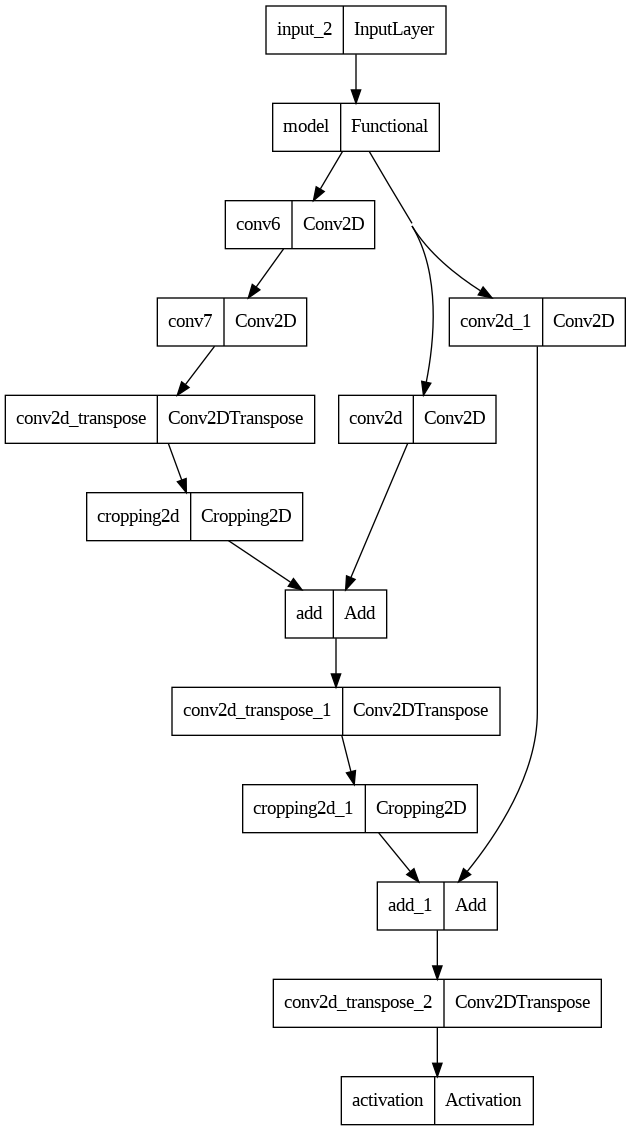 input_2 InputLayer
model Functional
conv6 Conv2D
conv7 Conv2D
conv2d_1 Conv2D
conv2d_transpose Conv2DTranspose
conv2d Conv2D
cropping2d Cropping2D
add Add
conv2d_transpose_1 Conv2DTranspose
cropping2d_1 Cropping2D
add_1 Add
conv2d_transpose_2 Conv2DTranspose
activation Activation